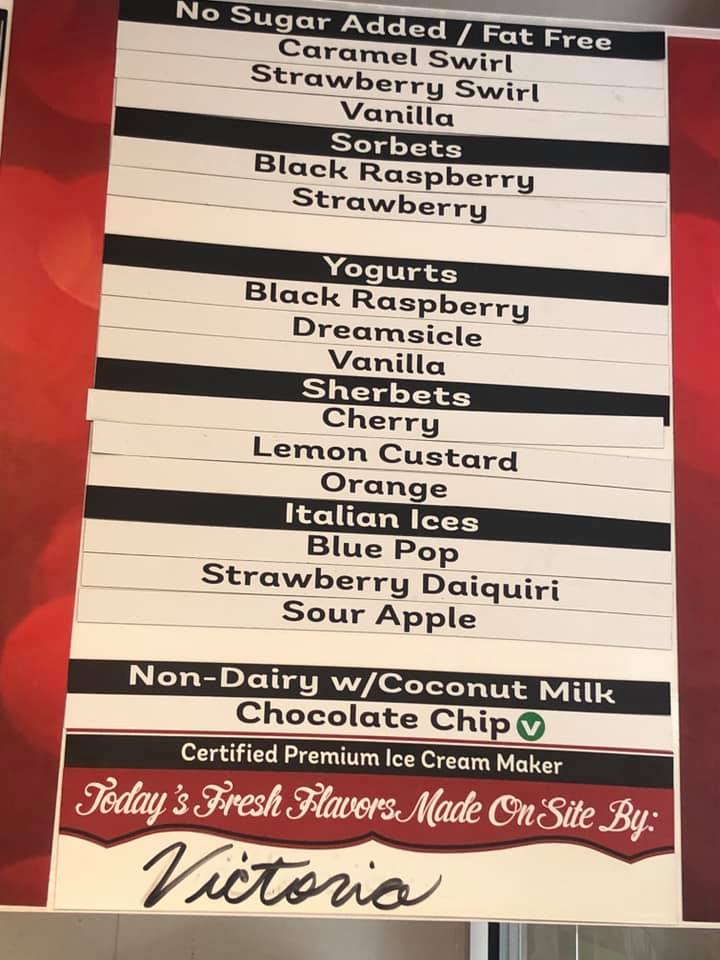 No Sugar Added / Fat Free
Caramel Swirl
Strawberry Swirl
Vanilla
Sorbets
Black Raspberry
Strawberry
Yogurts
Black Raspberry
Dreamsicle
Vanilla
Sherbets
Cherry
Lemon Custard
Orange
Italian Ices
Blue Pop
Strawberry Daiquiri
Sour Apple
Non-Dairy w/Coconut Milk
Chocolate Chip V
Certified Premium Ice Cream Maker
Today's Fresh Flavors Made On Site By:
Victoria